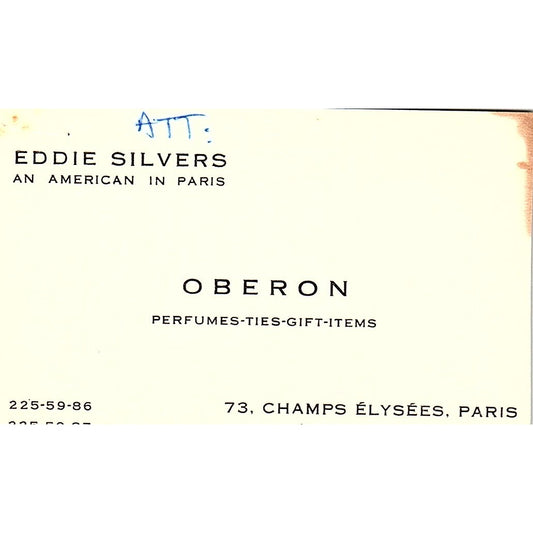 ATT:
EDDIE SILVERS
AN AMERICAN IN PARIS
OBERON
PERFUMES-TIES-GIFT-ITEMS
225-59-86
73, CHAMPS ÉLYSÉES, PARIS